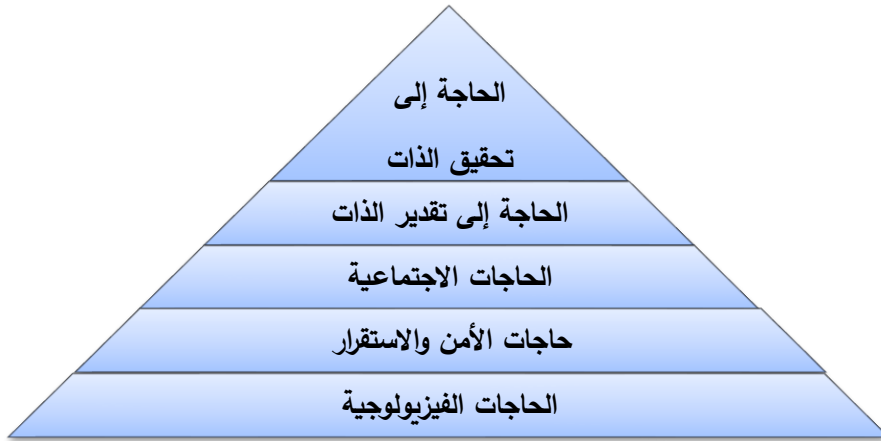 الحاجة إلى
تحقيق الذات
الحاجة إلى تقدير الذات
الحاجات الاجتماعية
حاجات الأمن والاستقرار
الحاجات الفيزيولوجية